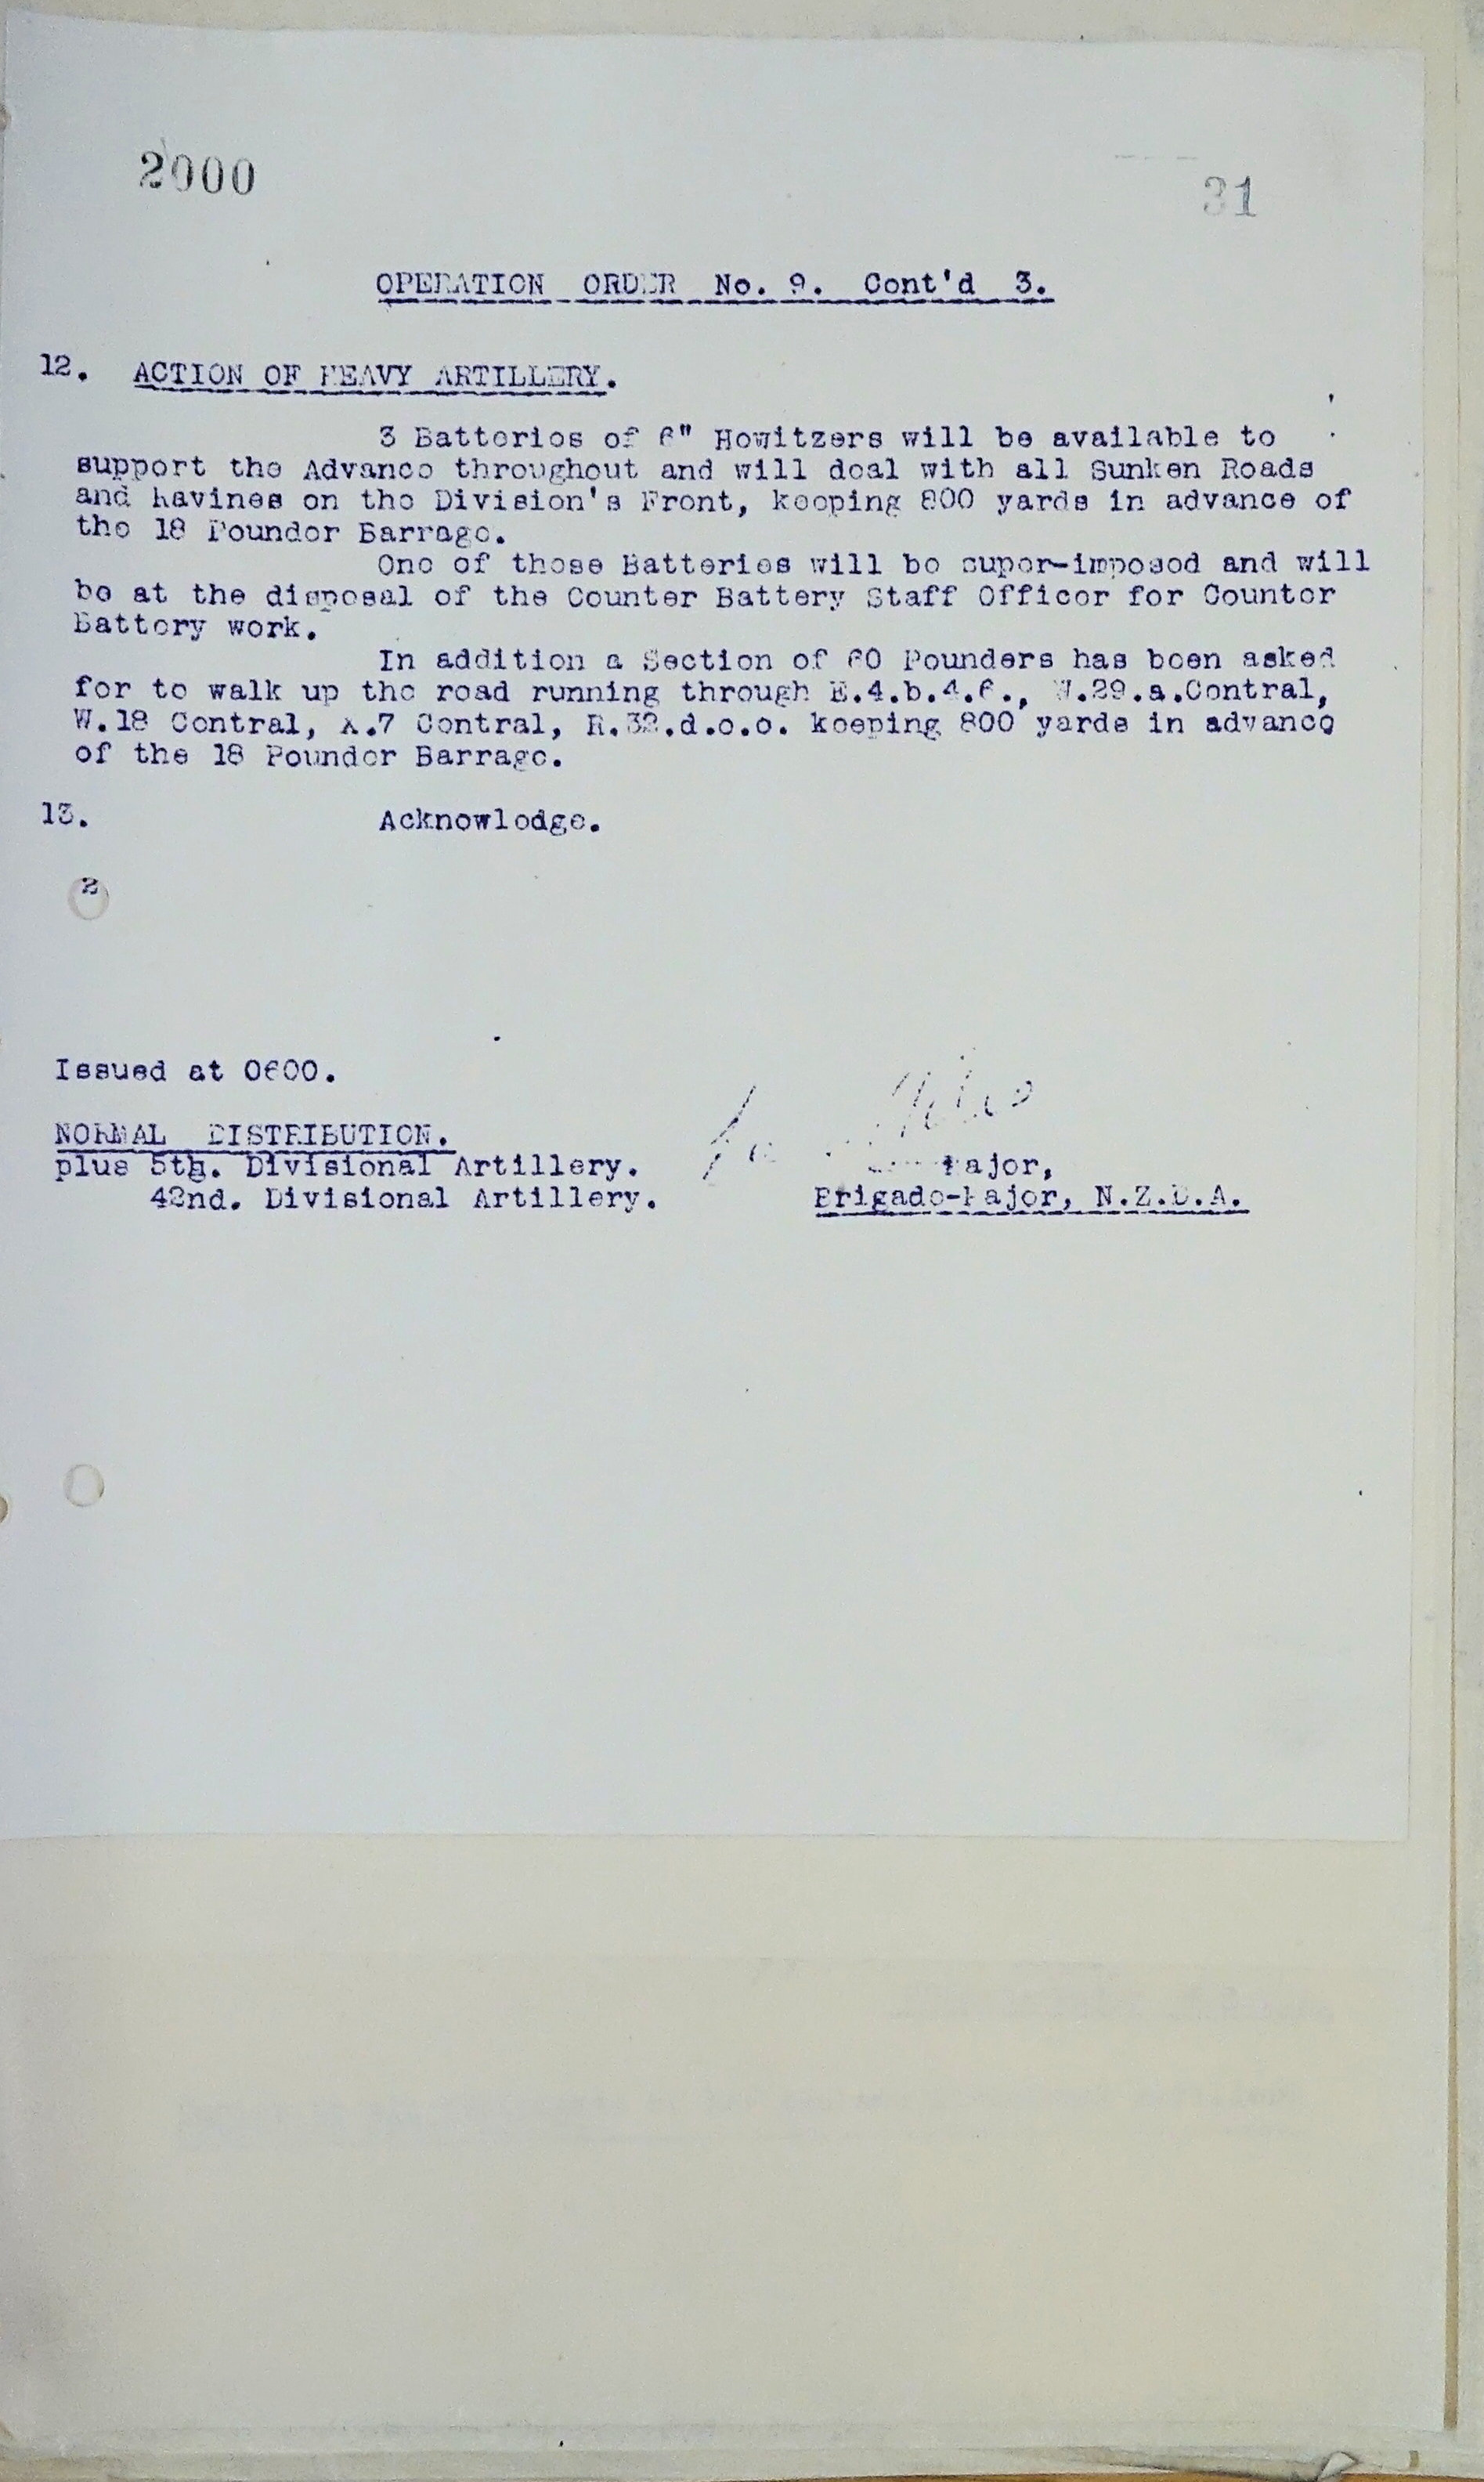 2000
31
OPERATION ORDER No. 9. Cont'd 3.
12. ACTION OF HEAVY ARTILLERY.
3 Batteries of 6" Howitzers will be available to
support the Advance throughout and will deal with all Sunken Roads
and Ravines on the Division's Front, keeping 800 yards in advance of
the 18 Pounder Barrage.
One of these Batteries will be super-imposed and will
be at the disposal of the Counter Battery Staff Officer for Counter
Battery work.
In addition a Section of 60 Pounders has been asked
for to walk up the road running through E.4.b.4.6., W.29.a.Central,
W.18 Central, X.7 Central, R.32.d.o.o. keeping 800 yards in advance
of the 18 Pounder Barrage.
13. Acknowledge.
2
Issued at 0600.
NORMAL DISTRIBUTION.
plus 5th. Divisional Artillery.
42nd. Divisional Artillery.
Major,
Brigade-Major, N.Z.D.A.